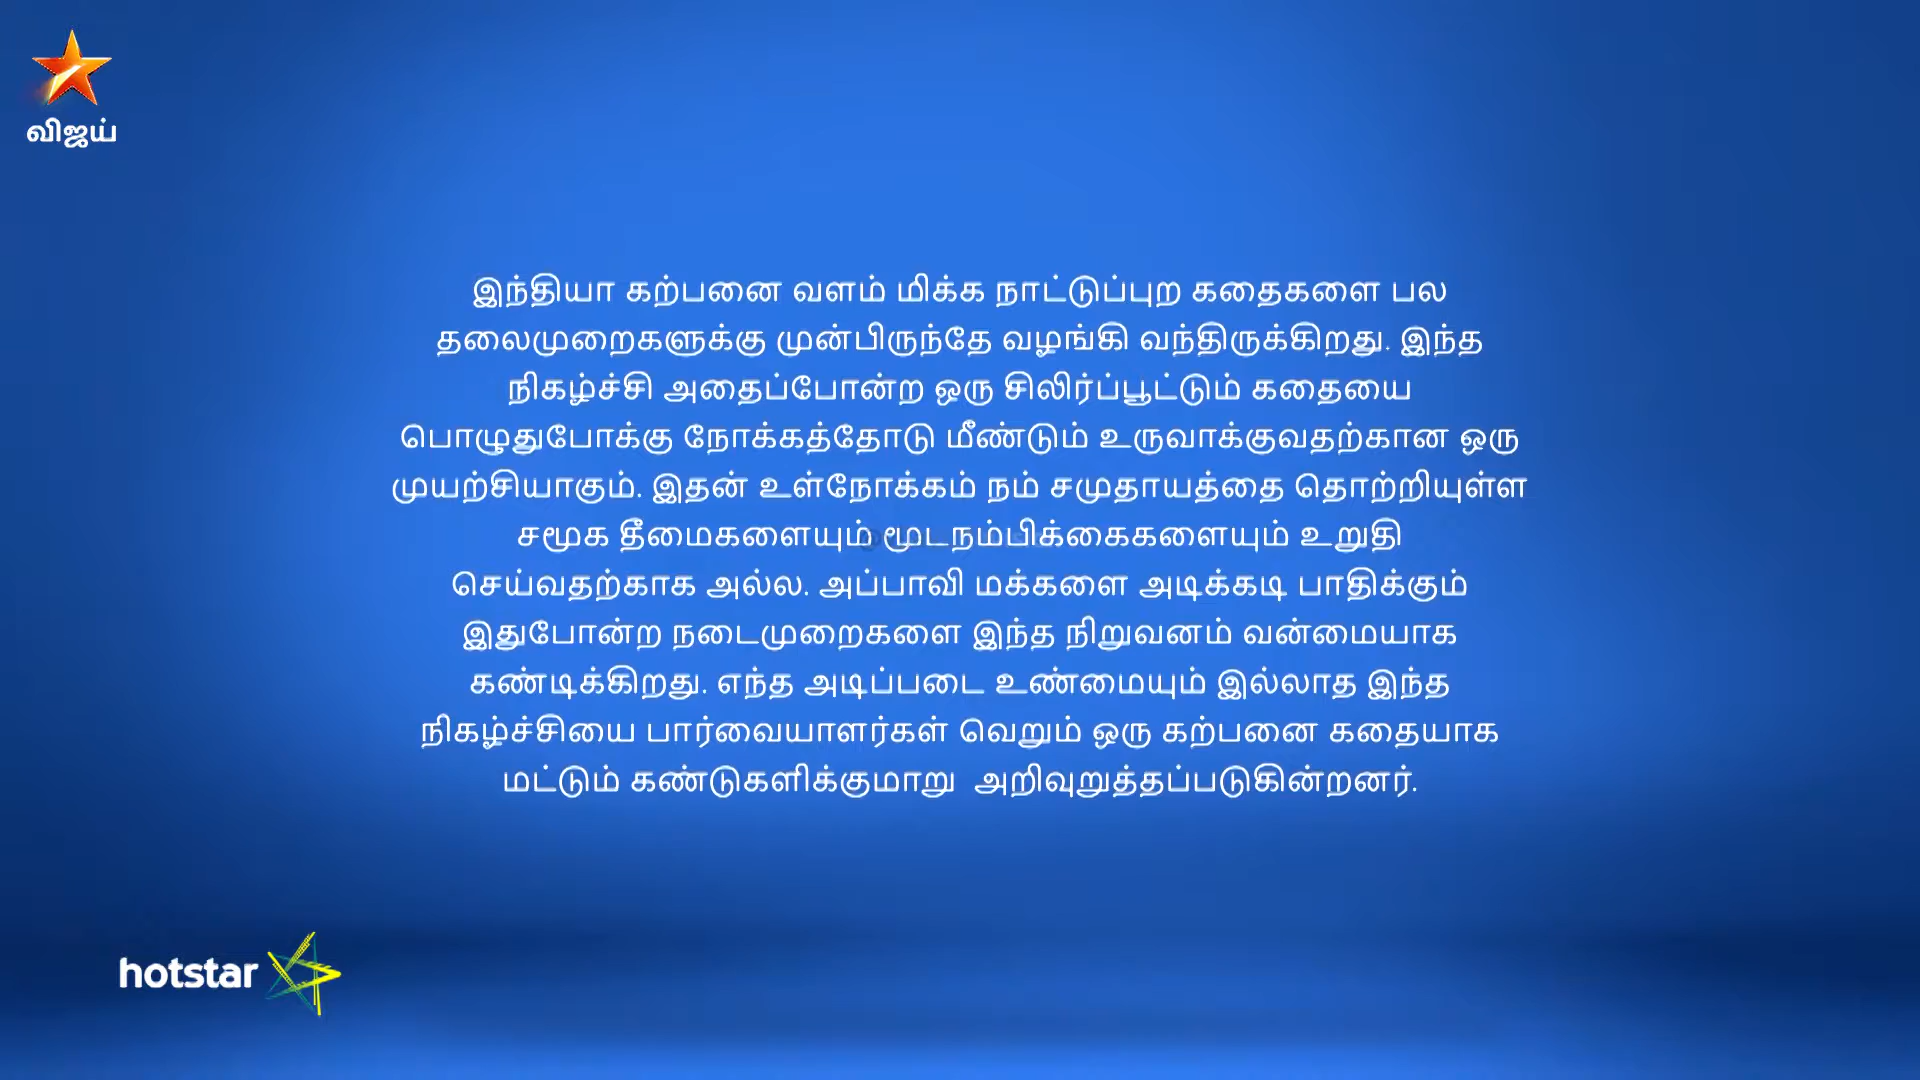 விஜய்
இந்தியா கற்பனை வளம் மிக்க நாட்டுப்புற கதைகளை பல
தலைமுறைகளுக்கு முன்பிருந்தே வழங்கி வந்திருக்கிறது. இந்த
நிகழ்ச்சி அதைப்போன்ற ஒரு சிலிர்ப்பூட்டும் கதையை
பொழுதுபோக்கு நோக்கத்தோடு மீண்டும் உருவாக்குவதற்கான ஒரு
முயற்சியாகும். இதன் உள்நோக்கம் நம் சமுதாயத்தை தொற்றியுள்ள
சமூக தீமைகளையும் மூடநம்பிக்கைகளையும் உறுதி
செய்வதற்காக அல்ல. அப்பாவி மக்களை அடிக்கடி பாதிக்கும்
இதுபோன்ற நடைமுறைகளை இந்த நிறுவனம் வன்மையாக
கண்டிக்கிறது. எந்த அடிப்படை உண்மையும் இல்லாத இந்த
நிகழ்ச்சியை பார்வையாளர்கள் வெறும் ஒரு கற்பனை கதையாக
மட்டும் கண்டுகளிக்குமாறு அறிவுறுத்தப்படுகின்றனர்.
hotstar